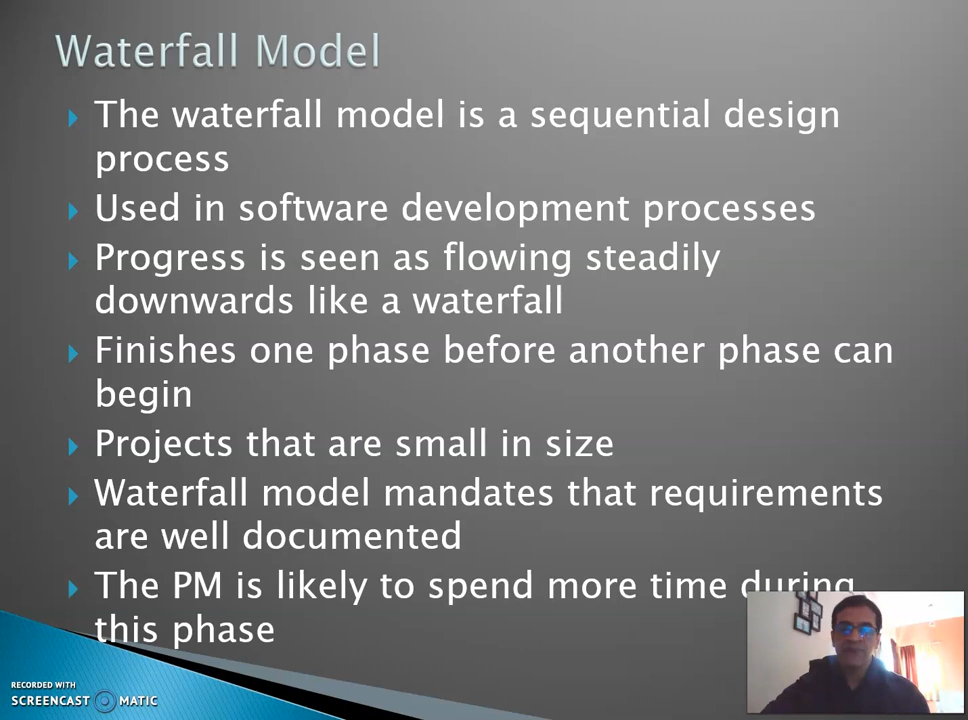 Waterfall Model
The waterfall model is a sequential design
process
Used in software development processes
Progress is seen as flowing steadily
downwards like a waterfall
Finishes one phase before another phase can
begin
Projects that are small in size
Waterfall model mandates that requirements
are well documented
The PM is likely to spend more time during
this phase
RECORDED WITH
SCREENCAST MATIC